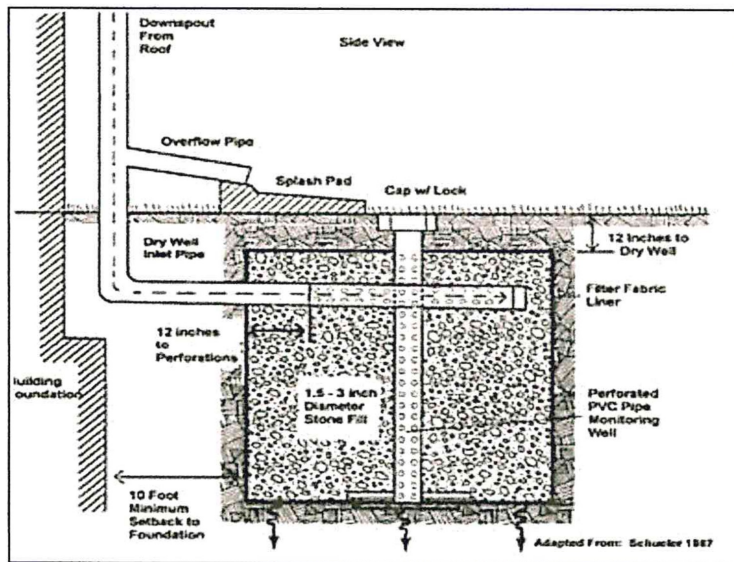 Downspout
From
Roof
Side View
Overflow Pipe
Splash Pad
Cap w/ Lock
Dry Well
Inlet Pipe
12 Inches to
Dry Well
Filter Fabric
Liner
12 inches
to
Perforations
1.5 - 3 inch
Diameter
Stone Fill
uilding
oundation
Perforated
PVC Pipe
Monitoring
Well
10 Foot
Minimum
Setback to
Foundation
Adapted From: Schueler 1987